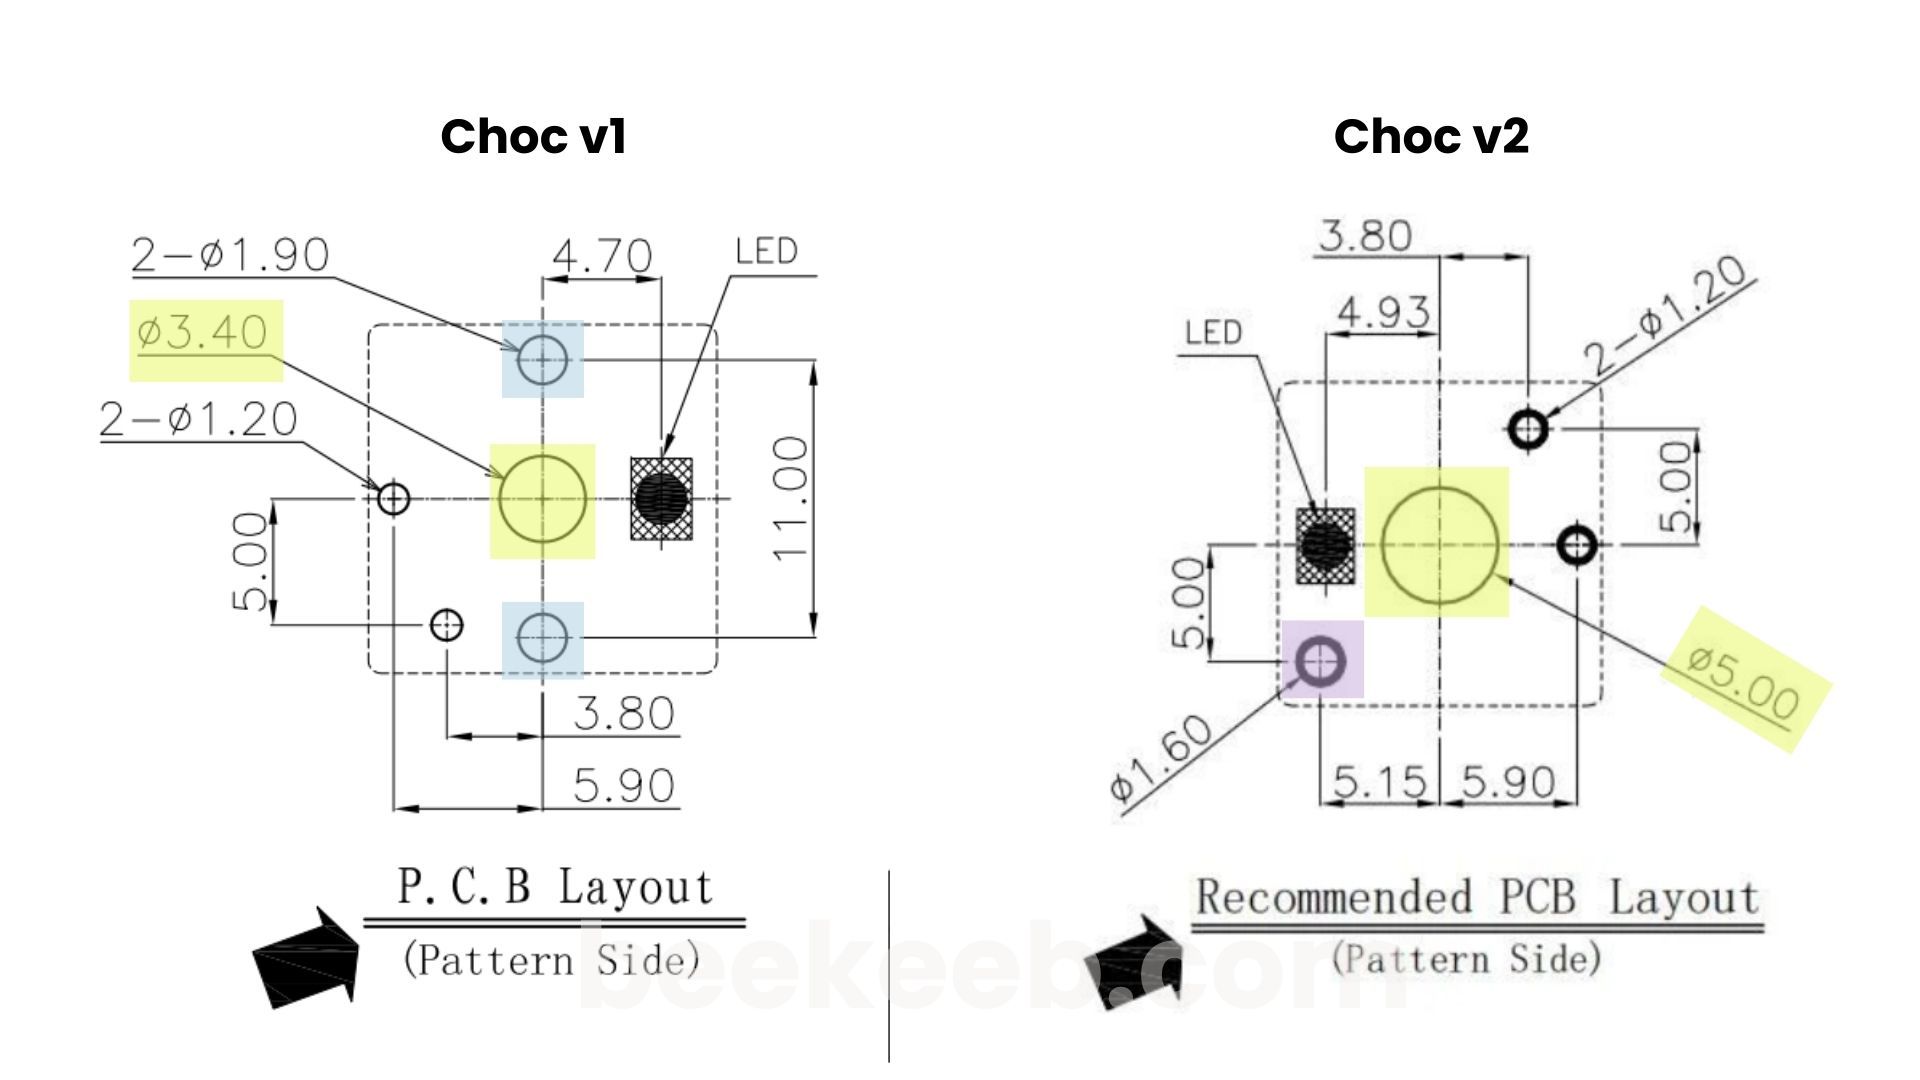 Choc v1
2-ø1.90
4.70
LED
ø3.40
2-ø1.20
11.00
5.00
3.80
5.90
P.C.B Layout
(Pattern Side)
Choc v2
3.80
2-ø1.20
4.93
LED
5.00
5.00
ø5.00
ø1.60
5.15
5.90
Recommended PCB Layout
(Pattern Side)
beekeeb.com